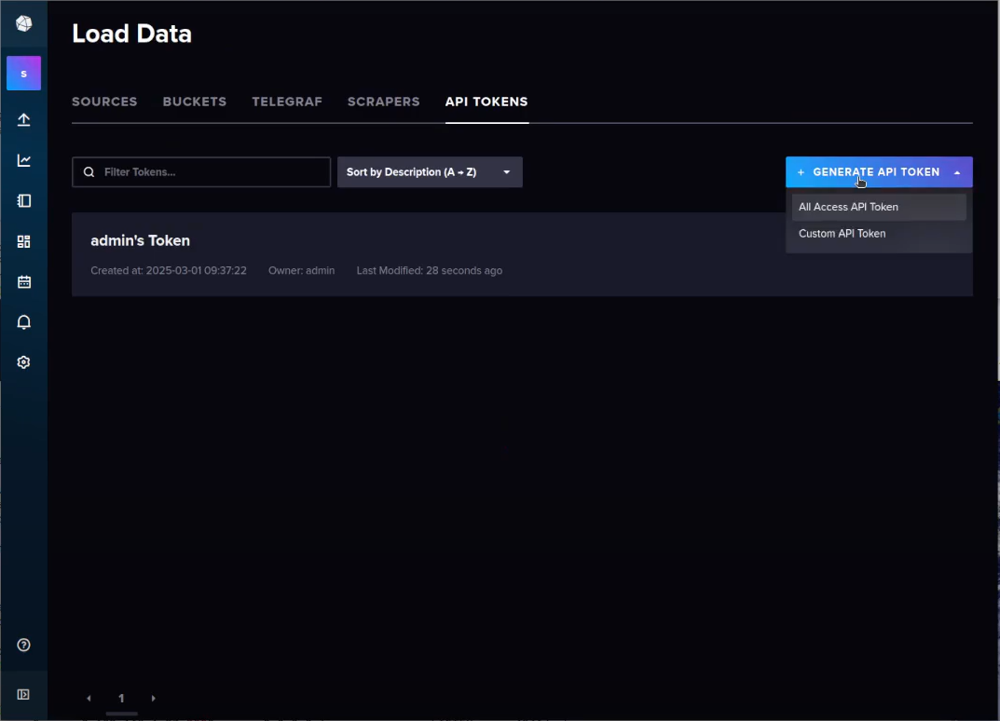 Load Data
S
SOURCES BUCKETS TELEGRAF SCRAPERS API TOKENS
Filter Tokens...
Sort by Description (A → Z)
+ GENERATE API TOKEN
All Access API Token
Custom API Token
admin's Token
Created at: 2025-03-01 09:37:22 Owner: admin Last Modified: 28 seconds ago
1